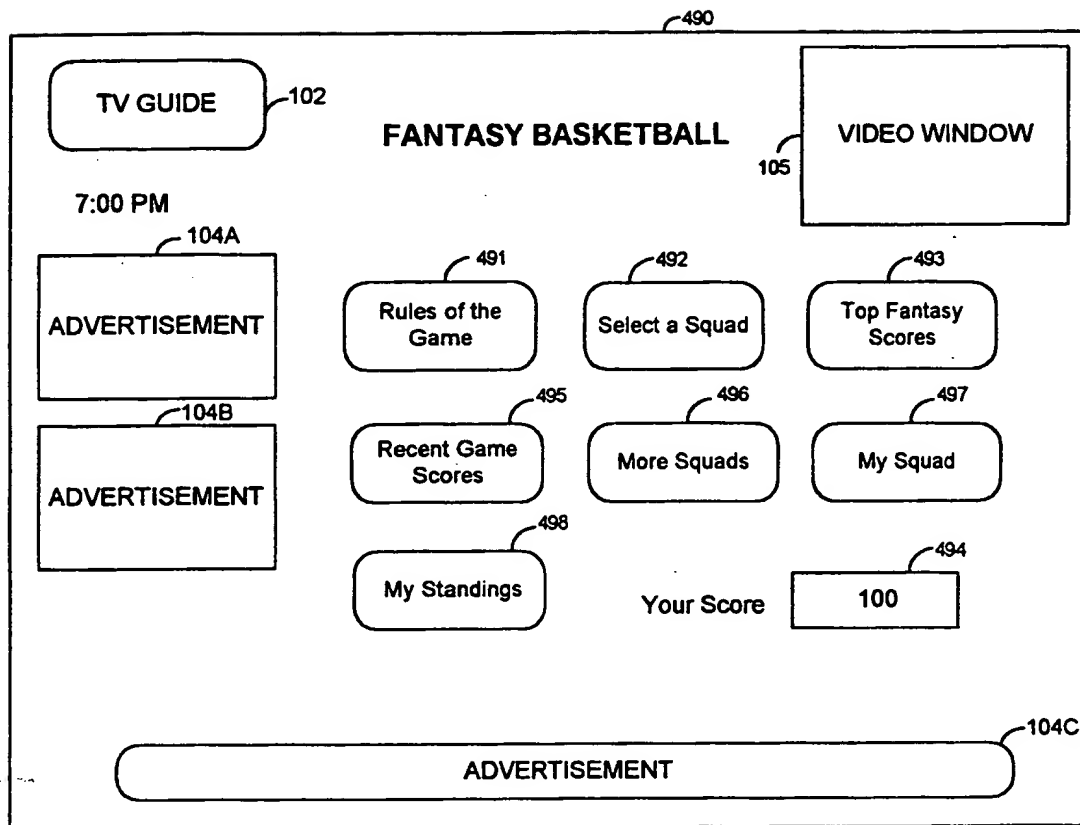 490
TV GUIDE
102
FANTASY BASKETBALL
VIDEO WINDOW
105
7:00 PM
104A
ADVERTISEMENT
491
Rules of the
Game
492
Select a Squad
493
Top Fantasy
Scores
104B
ADVERTISEMENT
495
Recent Game
Scores
496
More Squads
497
My Squad
498
My Standings
Your Score
494
100
104C
ADVERTISEMENT